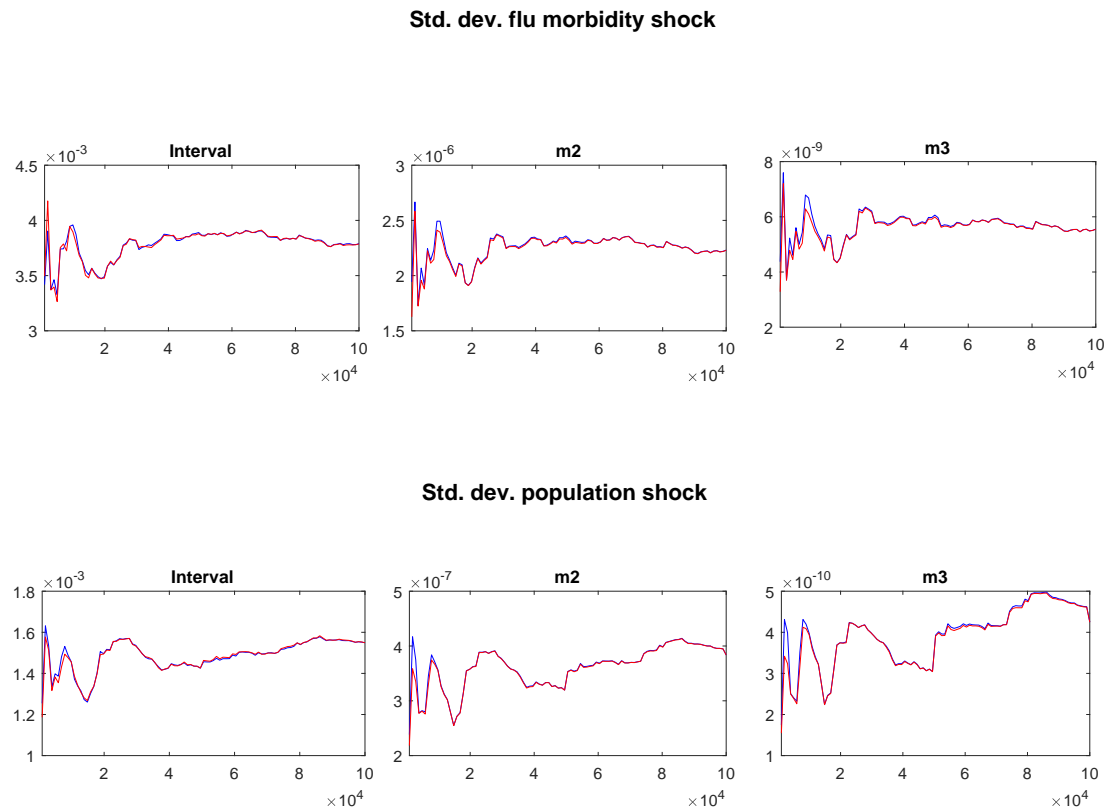 Std. dev. flu morbidity shock
×10^-3
Interval
4.5
4
3.5
3
2 4 6 8 10
×10^4
×10^-6
m2
3
2.5
2
1.5
2 4 6 8 10
×10^4
×10^-9
m3
8
6
4
2
2 4 6 8 10
×10^4
Std. dev. population shock
×10^-3
Interval
1.8
1.6
1.4
1.2
1
2 4 6 8 10
×10^4
×10^-7
m2
5
4
3
2
2 4 6 8 10
×10^4
×10^-10
m3
5
4
3
2
1
2 4 6 8 10
×10^4